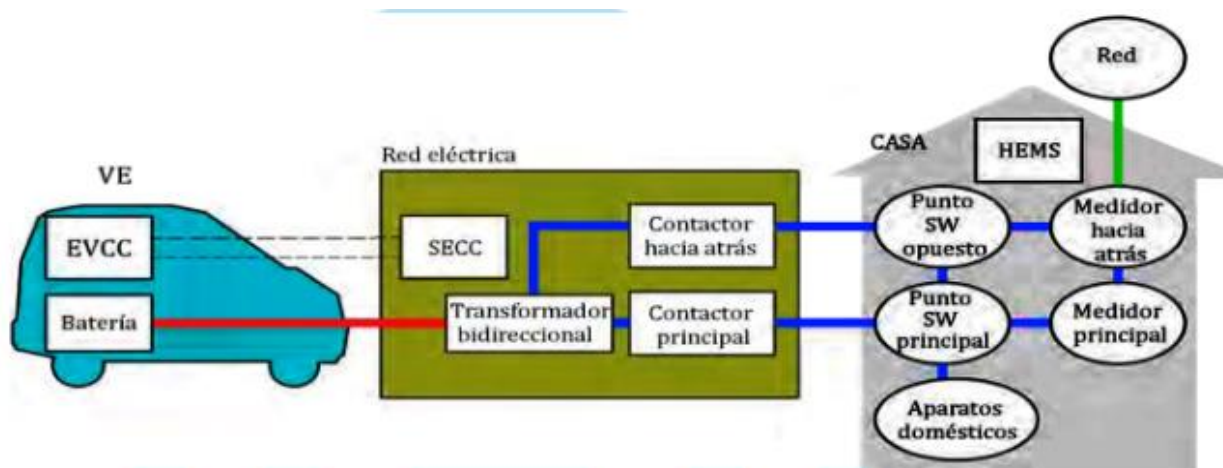 Red
CASA
HEMS
Red eléctrica
VE
Punto
SW
opuesto
Medidor
hacia
atrás
Contactor
hacia atrás
EVCC
SECC
Batería
Transformador
bidireccional
Contactor
principal
Punto
SW
principal
Medidor
principal
Aparatos
domésticos